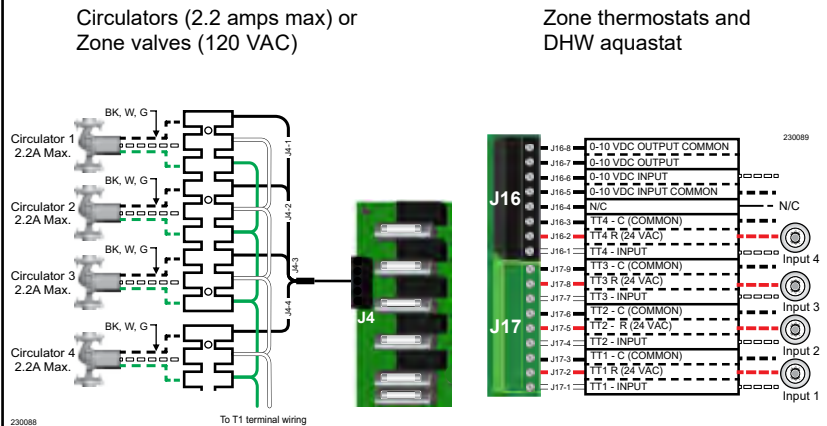 Circulators (2.2 amps max) or
Zone valves (120 VAC)
Zone thermostats and
DHW aquastat
BK, W, G
Circulator 1
2.2A Max.
BK, W, G
Circulator 2
2.2A Max.
BK, W, G
Circulator 3
2.2A Max.
BK, W, G
Circulator 4
2.2A Max.
J4-1
J4-2
J4-3
J4-4
J4
To T1 terminal wiring
230088
230089
J16
J17
J16-8 0-10 VDC OUTPUT COMMON
J16-7 0-10 VDC OUTPUT
J16-6 0-10 VDC INPUT
J16-5 0-10 VDC INPUT COMMON
J16-4 N/C N/C
J16-3 TT4 - C (COMMON)
J16-2 TT4 R (24 VAC)
J16-1 TT4 - INPUT
Input 4
J17-9 TT3 - C (COMMON)
J17-8 TT3 R (24 VAC)
J17-7 TT3 - INPUT
Input 3
J17-6 TT2 - C (COMMON)
J17-5 TT2 - R (24 VAC)
J17-4 TT2 - INPUT
Input 2
J17-3 TT1 - C (COMMON)
J17-2 TT1 R (24 VAC)
J17-1 TT1 - INPUT
Input 1